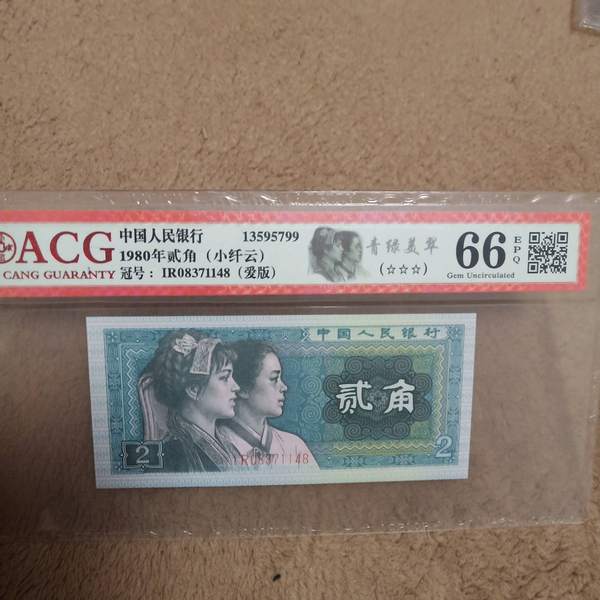 ACG
CANG GUARANTY
中国人民银行 13595799
1980年贰角（小纤云）
冠号： IR08371148（爱版）
青绿美翠
(☆☆☆)
66 EPQ
Gem Uncirculated
中国人民银行
贰角
2 2
IR08371148